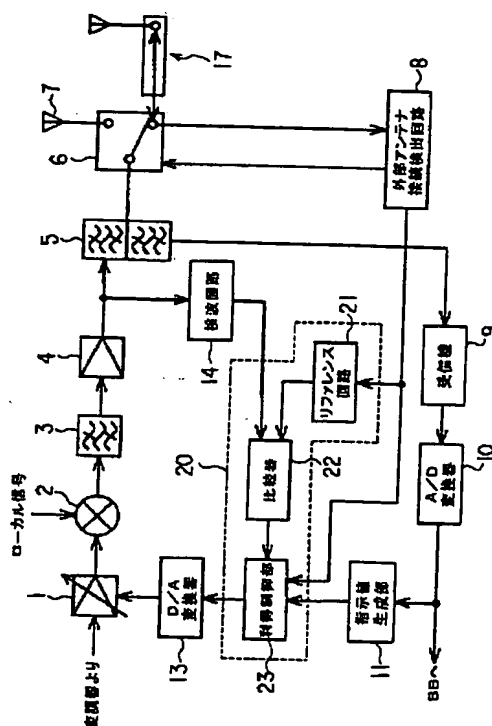 変調器より
1
ローカル信号
2
3
4
5
6
7
17
検波回路
14
20
リファレンス
回路
21
比較器
22
利得制御部
23
D/A
変換器
13
指示値
生成部
11
BBへ
A/D
変換器
10
受信機
9
外部アンテナ
接続検出回路
8